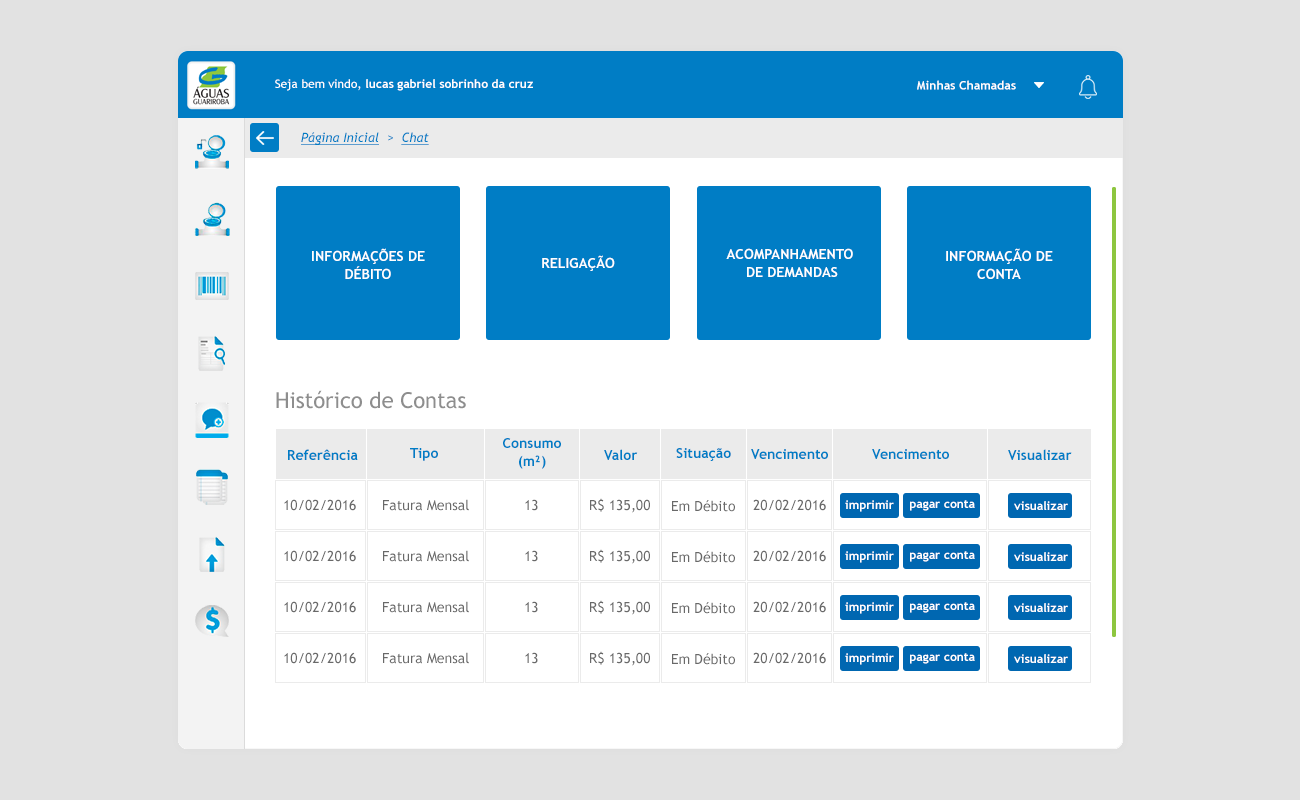 ÁGUAS
GUARIROBA
Seja bem vindo, lucas gabriel sobrinho da cruz
Minhas Chamadas
Página Inicial > Chat
INFORMAÇÕES DE
DÉBITO
RELIGAÇÃO
ACOMPANHAMENTO
DE DEMANDAS
INFORMAÇÃO DE
CONTA
Histórico de Contas
Referência Tipo Consumo (m²) Valor Situação Vencimento Vencimento Visualizar
10/02/2016 Fatura Mensal 13 R$ 135,00 Em Débito 20/02/2016 imprimir pagar conta visualizar
10/02/2016 Fatura Mensal 13 R$ 135,00 Em Débito 20/02/2016 imprimir pagar conta visualizar
10/02/2016 Fatura Mensal 13 R$ 135,00 Em Débito 20/02/2016 imprimir pagar conta visualizar
10/02/2016 Fatura Mensal 13 R$ 135,00 Em Débito 20/02/2016 imprimir pagar conta visualizar